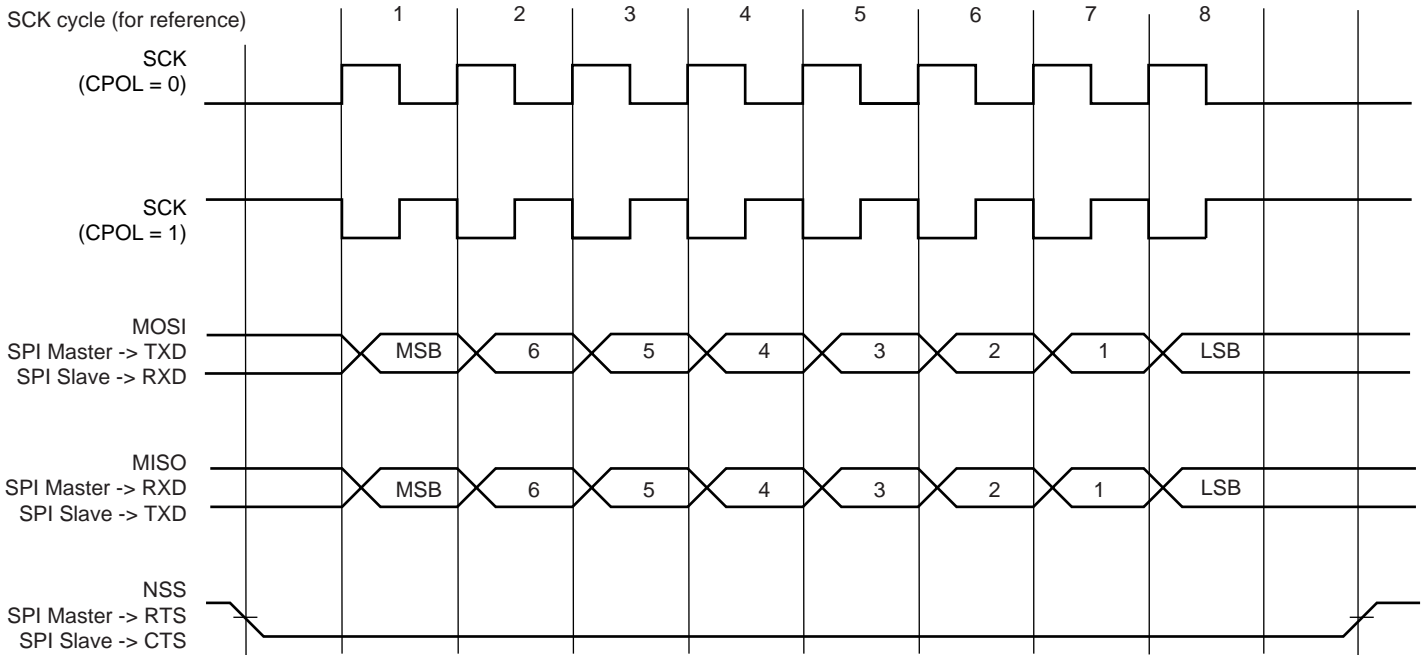 SCK cycle (for reference)
1 2 3 4 5 6 7 8
SCK
(CPOL = 0)
SCK
(CPOL = 1)
MOSI
SPI Master -> TXD
SPI Slave -> RXD
MSB 6 5 4 3 2 1 LSB
MISO
SPI Master -> RXD
SPI Slave -> TXD
MSB 6 5 4 3 2 1 LSB
NSS
SPI Master -> RTS
SPI Slave -> CTS